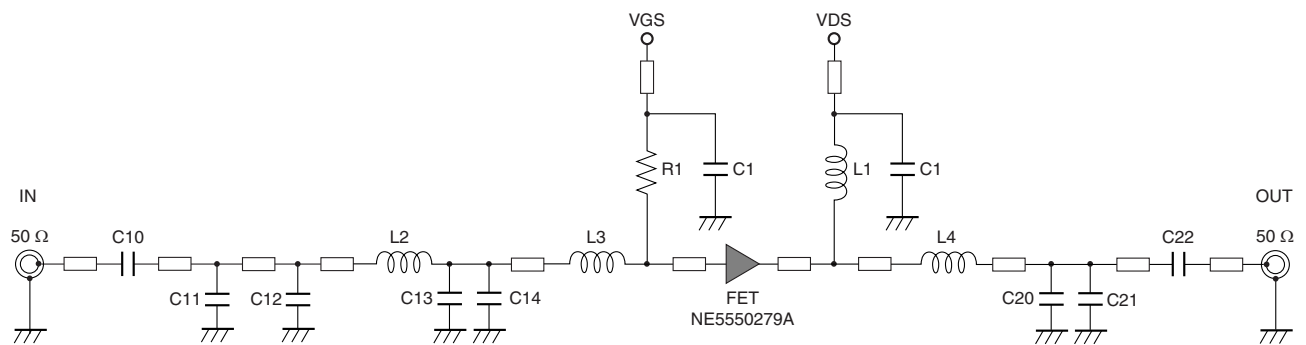 VGS
VDS
R1
C1
L1
C1
IN
OUT
50 Ω
C10
L2
L3
L4
C22
50 Ω
C11
C12
C13
C14
FET
NE5550279A
C20
C21